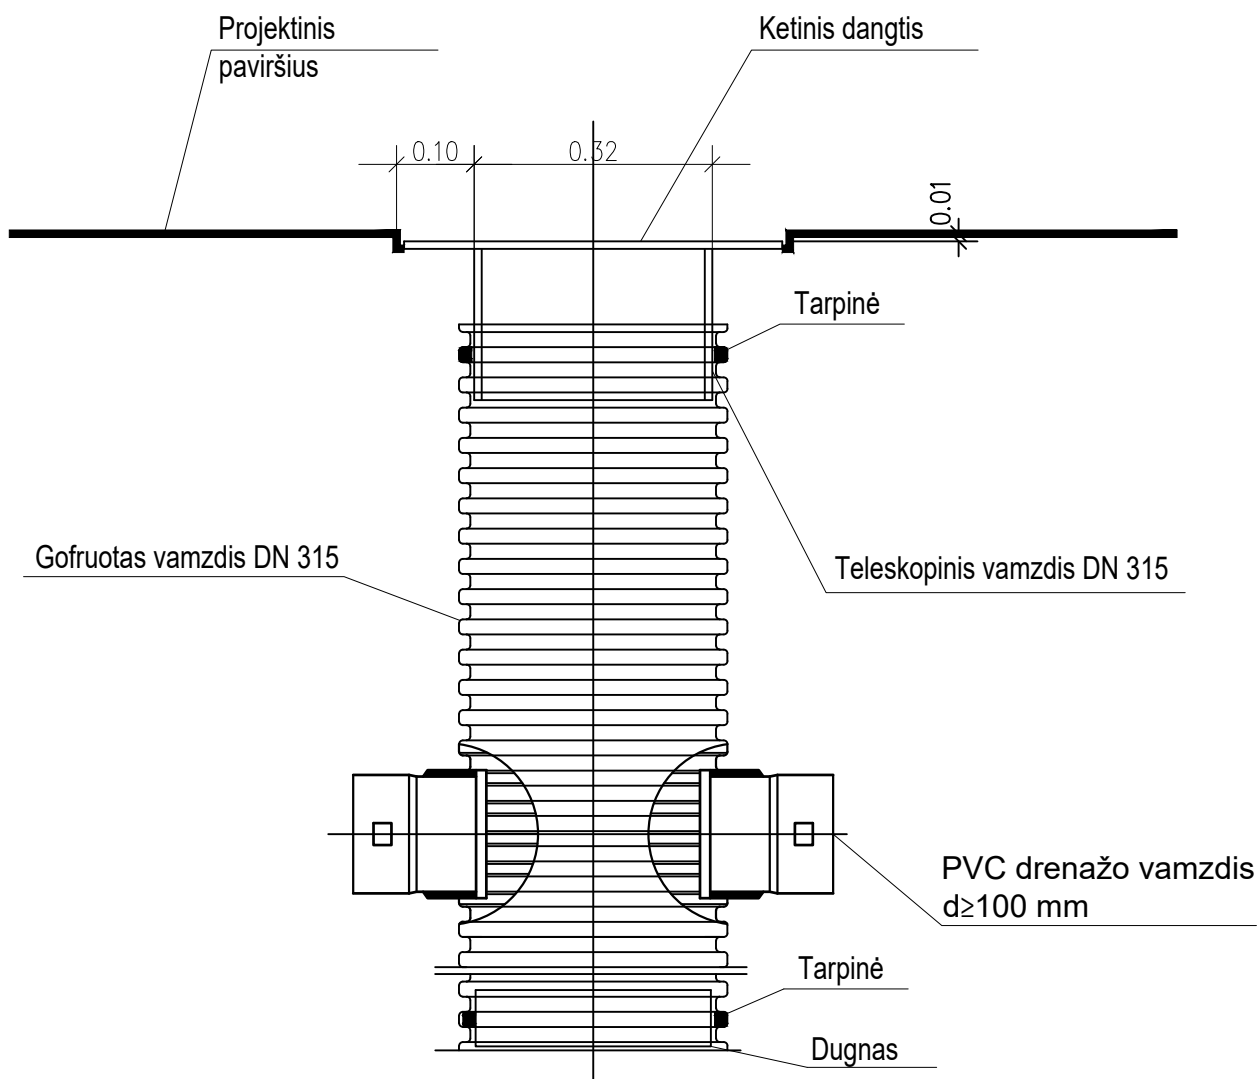 Projektinis
paviršius
Ketinis dangtis
0.10
0.32
0.01
Tarpinė
Gofruotas vamzdis DN 315
Teleskopinis vamzdis DN 315
PVC drenažo vamzdis
d≥100 mm
Tarpinė
Dugnas